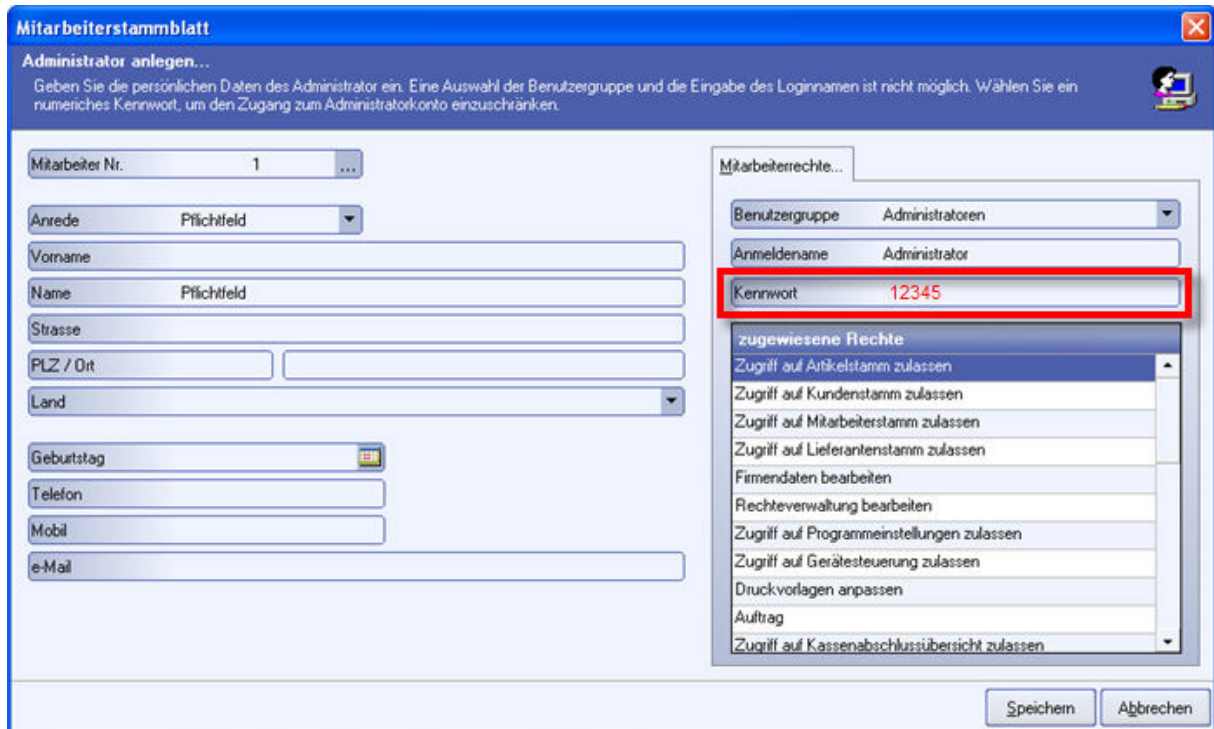 Mitarbeiterstammblatt
Administrator anlegen...
Geben Sie die persönlichen Daten des Administrator ein. Eine Auswahl der Benutzergruppe und die Eingabe des Loginnamen ist nicht möglich. Wählen Sie ein
numeriches Kennwort, um den Zugang zum Administratorkonto einzuschränken.
Mitarbeiter Nr. 1 ...
Anrede Pflichtfeld
Vorname
Name Pflichtfeld
Strasse
PLZ / Ort
Land
Geburtstag
Telefon
Mobil
e-Mail
Mitarbeiterrechte...
Benutzergruppe Administratoren
Anmeldename Administrator
Kennwort 12345
zugewiesene Rechte
Zugriff auf Artikelstamm zulassen
Zugriff auf Kundenstamm zulassen
Zugriff auf Mitarbeiterstamm zulassen
Zugriff auf Lieferantenstamm zulassen
Firmendaten bearbeiten
Rechteverwaltung bearbeiten
Zugriff auf Programmeinstellungen zulassen
Zugriff auf Gerätesteuerung zulassen
Druckvorlagen anpassen
Auftrag
Zugriff auf Kassenabschlussübersicht zulassen
Speichern Abbrechen